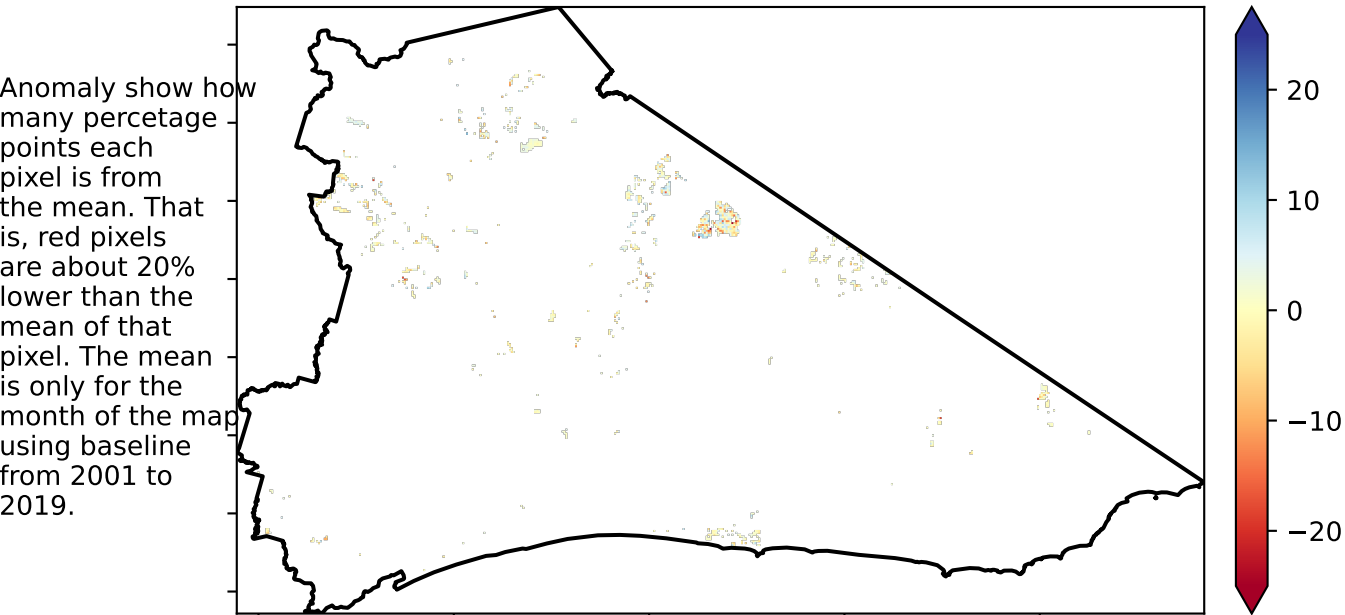 Anomaly show how
many percetage
points each
pixel is from
the mean. That
is, red pixels
are about 20%
lower than the
mean of that
pixel. The mean
is only for the
month of the map
using baseline
from 2001 to
2019.
20
10
0
−10
−20